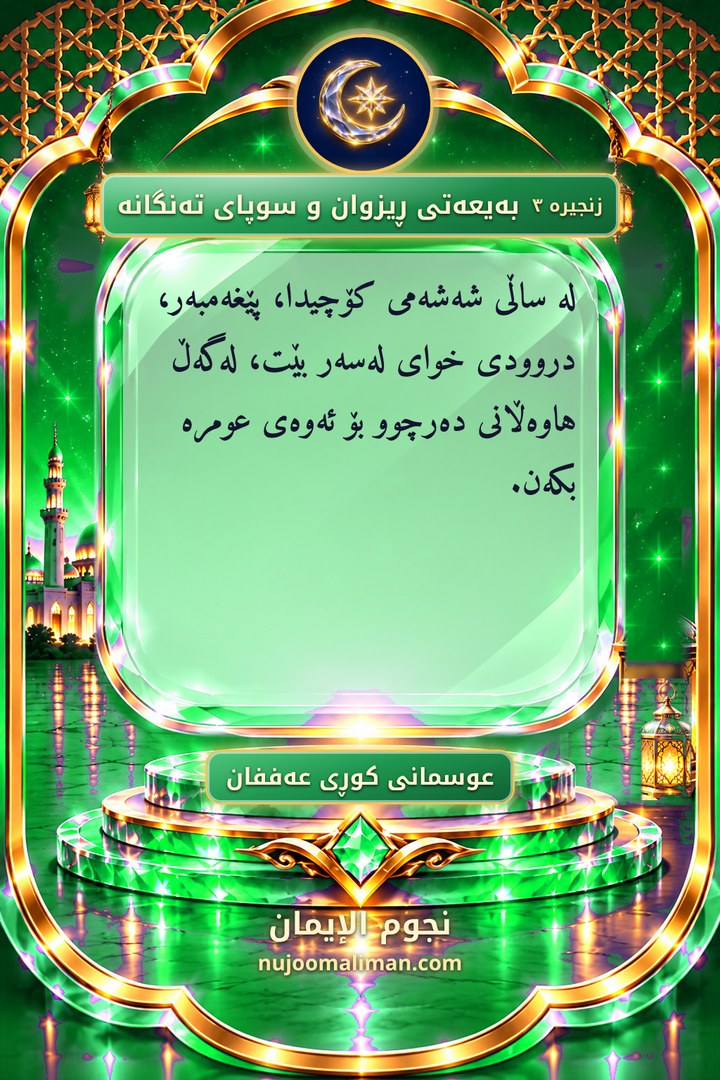 زنجیرە ٣ بەیعەتی ڕیزوان و سوپای تەنگانە
لە ساڵی شەشەمی کۆچیدا، پێغەمبەر،
دروودی خوای لەسەر بێت، لەگەڵ
هاوەڵانی دەرچوو بۆ ئەوەی عومرە
بکەن.
عوسمانی کوڕی عەففان
نجوم الإيمان
nujoomaliman.com